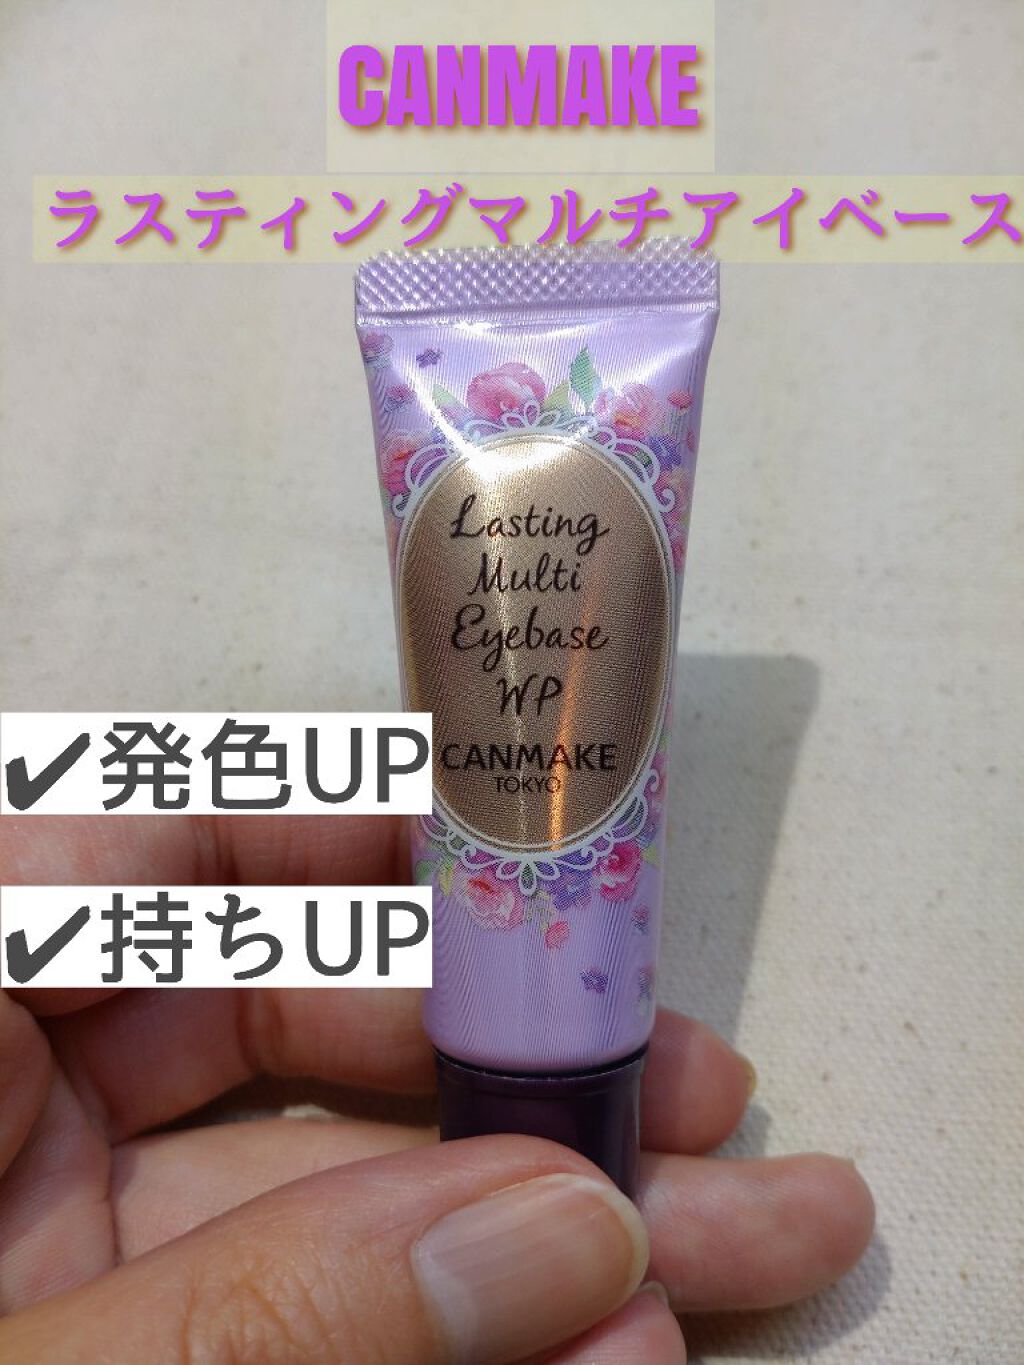 CANMAKE
ラスティングマルチアイベース
Lasting
Multi
Eyebase
WP
CANMAKE
TOKYO
✔発色UP
✔持ちUP